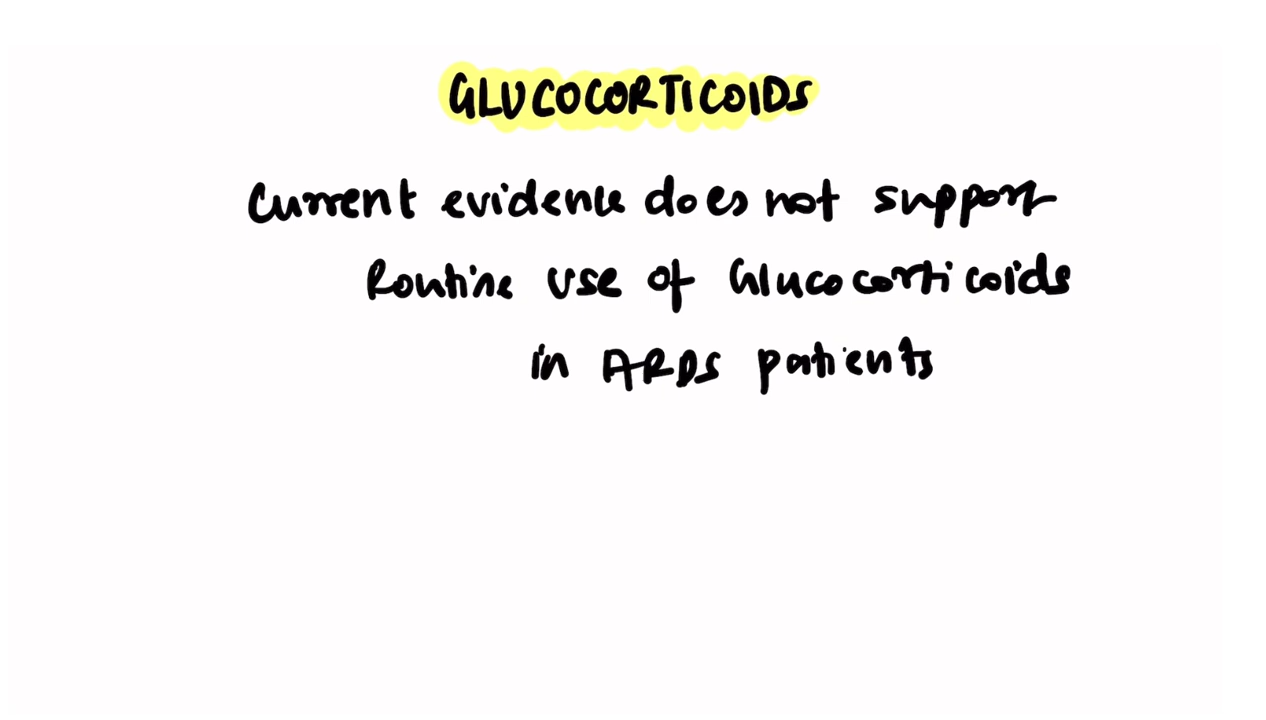 GLUCOCORTICOIDS
Current evidence does not support
Routine use of Glucocorticoids
in ARDS patients